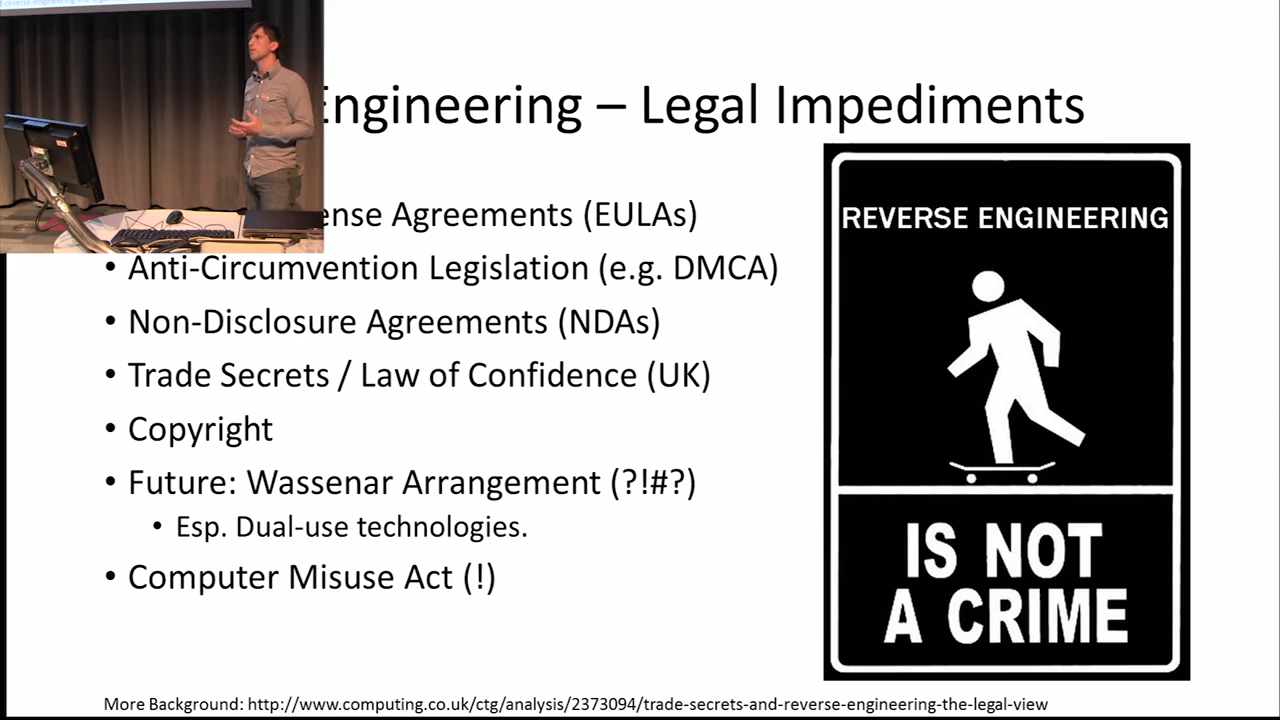 Engineering – Legal Impediments
ense Agreements (EULAs)
• Anti-Circumvention Legislation (e.g. DMCA)
• Non-Disclosure Agreements (NDAs)
• Trade Secrets / Law of Confidence (UK)
• Copyright
• Future: Wassenar Arrangement (?!#?)
• Esp. Dual-use technologies.
• Computer Misuse Act (!)
REVERSE ENGINEERING
IS NOT
A CRIME
More Background: http://www.computing.co.uk/ctg/analysis/2373094/trade-secrets-and-reverse-engineering-the-legal-view